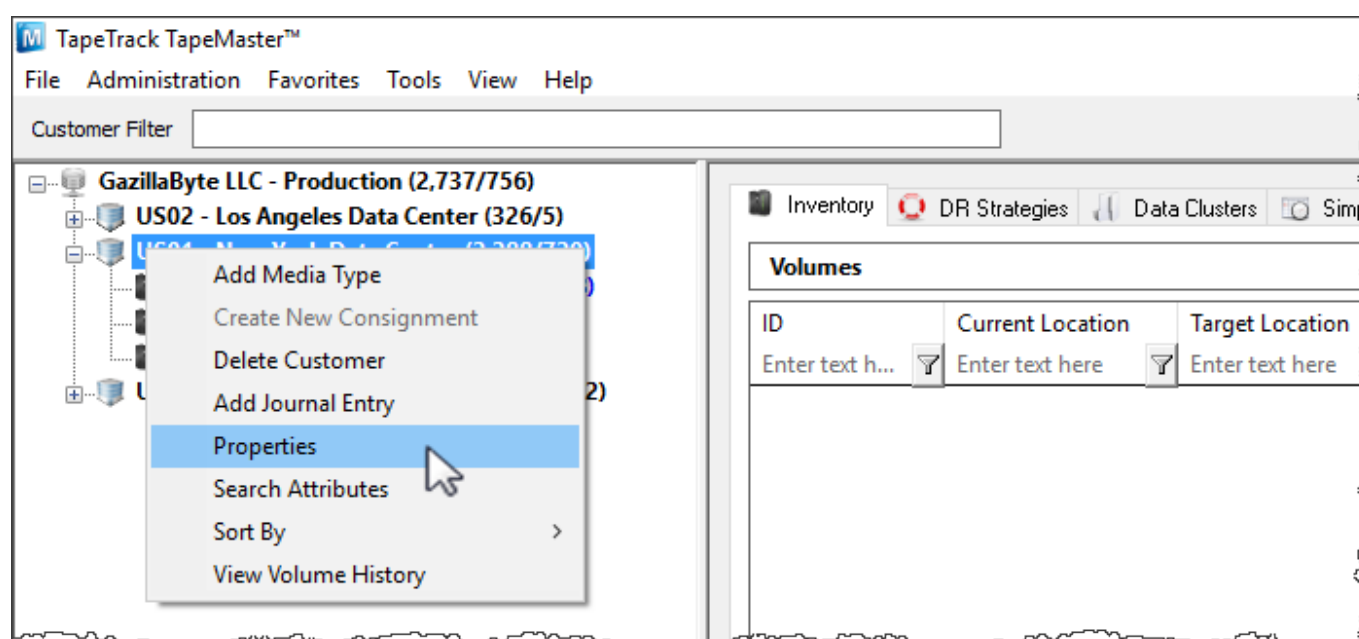 TapeTrack TapeMaster™
File Administration Favorites Tools View Help
Customer Filter
GazillaByte LLC - Production (2,737/756)
US02 - Los Angeles Data Center (326/5)
Add Media Type
Create New Consignment
Delete Customer
Add Journal Entry
Properties
Search Attributes
Sort By
View Volume History
Inventory DR Strategies Data Clusters
Volumes
ID Current Location Target Location
Enter text h... Enter text here Enter text here